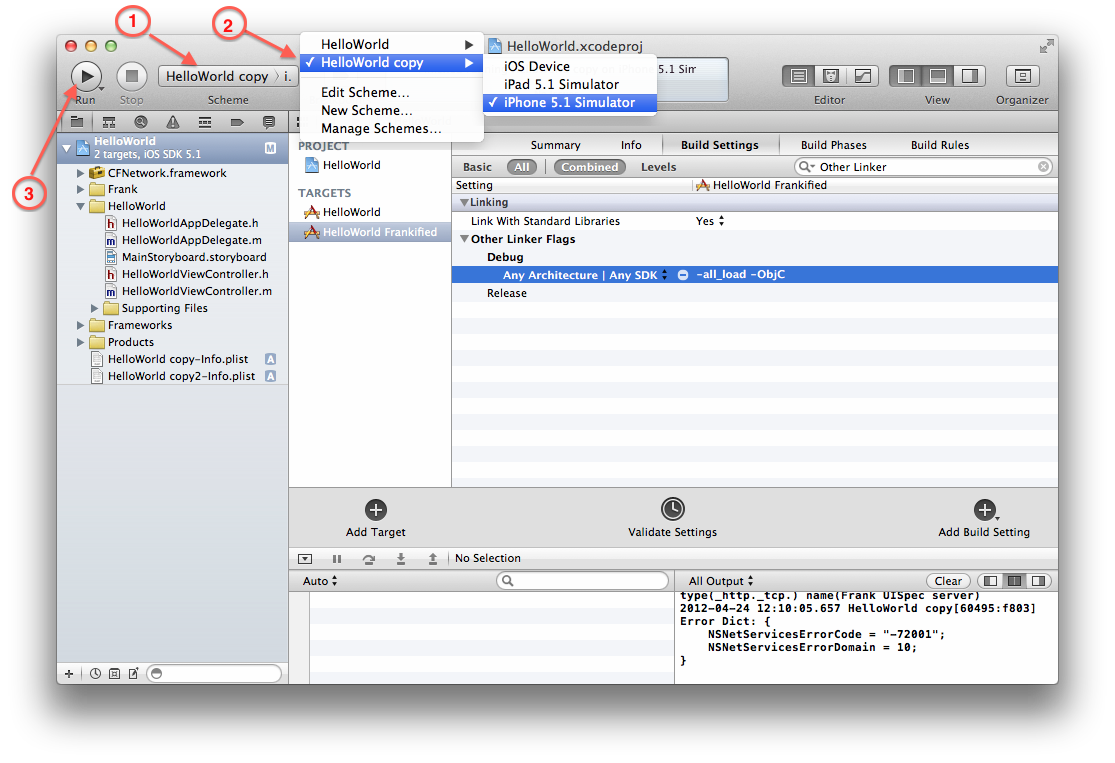 1
2
3
HelloWorld
HelloWorld copy
Edit Scheme...
New Scheme...
Manage Schemes...
HelloWorld.xcodeproj
iOS Device
iPad 5.1 Simulator
iPhone 5.1 Simulator
5.1 Sim
HelloWorld copy
i.
Run
Stop
Scheme
Editor
View
Organizer
HelloWorld
2 targets, iOS SDK 5.1
M
CFNetwork.framework
Frank
HelloWorld
HelloWorldAppDelegate.h
HelloWorldAppDelegate.m
MainStoryboard.storyboard
HelloWorldViewController.h
HelloWorldViewController.m
Supporting Files
Frameworks
Products
HelloWorld copy-Info.plist A
HelloWorld copy2-Info.plist A
PROJECT
HelloWorld
TARGETS
HelloWorld
HelloWorld Frankified
Summary Info Build Settings Build Phases Build Rules
Basic All Combined Levels
Other Linker
Setting HelloWorld Frankified
Linking
Link With Standard Libraries Yes
Other Linker Flags
Debug
Any Architecture | Any SDK -all_load -ObjC
Release
Add Target
Validate Settings
Add Build Setting
No Selection
Auto
All Output
Clear
type(_http._tcp.) name(Frank UISpec server)
2012-04-24 12:10:05.657 HelloWorld copy[60495:f803]
Error Dict: {
NSNetServicesErrorCode = "-72001";
NSNetServicesErrorDomain = 10;
}